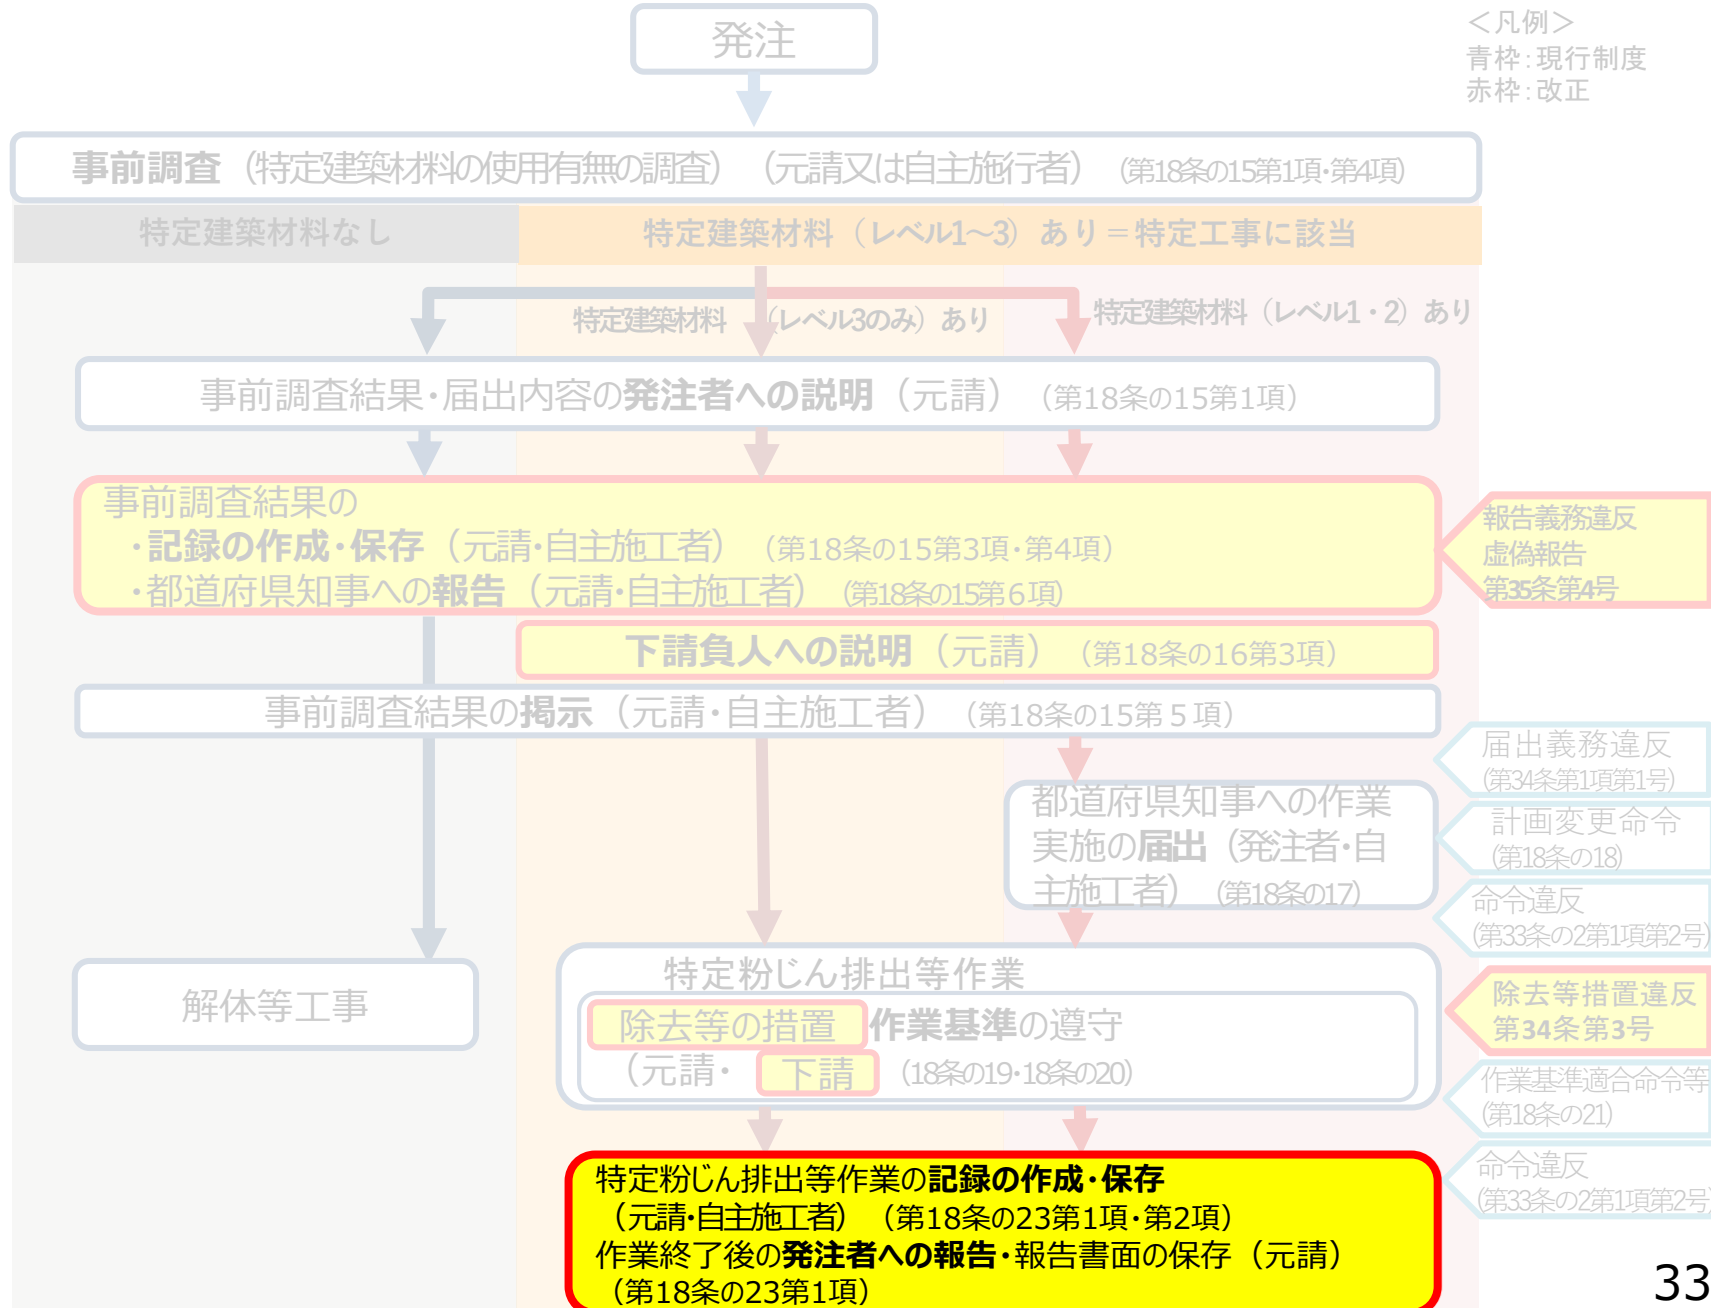 発注
＜凡例＞
青枠：現行制度
赤枠：改正
事前調査（特定建築材料の使用有無の調査）（元請又は自主施行者）（第18条の15第1項・第4項）
特定建築材料なし
特定建築材料（レベル1～3）あり＝特定工事に該当
特定建築材料（レベル3のみ）あり
特定建築材料（レベル1・2）あり
事前調査結果・届出内容の発注者への説明（元請）（第18条の15第1項）
事前調査結果の
・記録の作成・保存（元請・自主施工者）（第18条の15第3項・第4項）
・都道府県知事への報告（元請・自主施工者）（第18条の15第６項）
報告義務違反
虚偽報告
第35条第4号
下請負人への説明（元請）（第18条の16第3項）
事前調査結果の掲示（元請・自主施工者）（第18条の15第５項）
届出義務違反
(第34条第1項第1号)
都道府県知事への作業
実施の届出（発注者・自
主施工者）（第18条の17）
計画変更命令
(第18条の18)
命令違反
(第33条の2第1項第2号)
解体等工事
特定粉じん排出等作業
除去等の措置 作業基準の遵守
（元請・ 下請 （18条の19・18条の20）
除去等措置違反
第34条第3号
作業基準適合命令等
(第18条の21)
命令違反
(第33条の2第1項第2号)
特定粉じん排出等作業の記録の作成・保存
（元請・自主施工者）（第18条の23第1項・第2項）
作業終了後の発注者への報告・報告書面の保存（元請）
（第18条の23第1項）
33